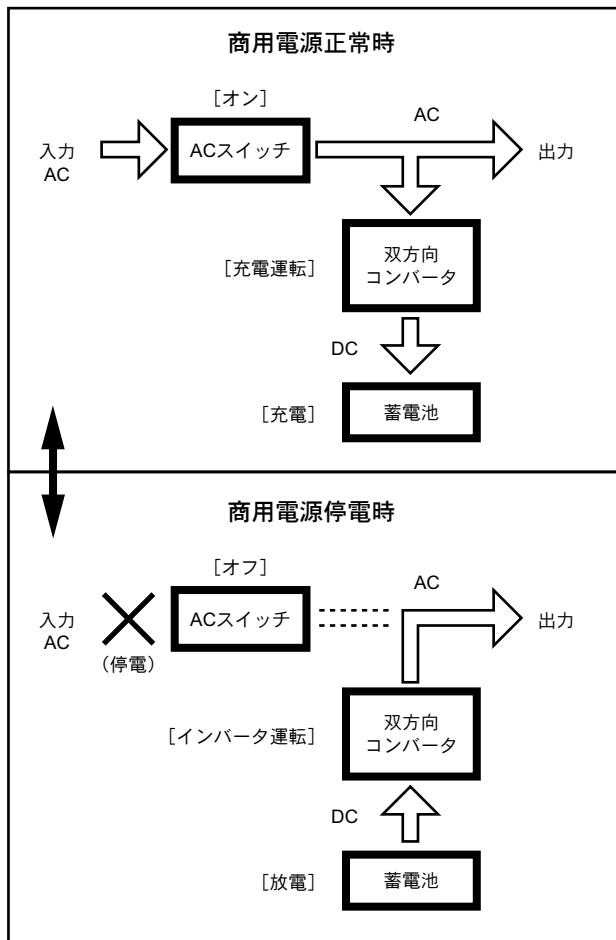 商用電源正常時
［オン］
AC
入力
AC
ACスイッチ
出力
［充電運転］
双方向
コンバータ
DC
［充電］
蓄電池
商用電源停電時
［オフ］
AC
入力
AC
ACスイッチ
出力
（停電）
［インバータ運転］
双方向
コンバータ
DC
［放電］
蓄電池